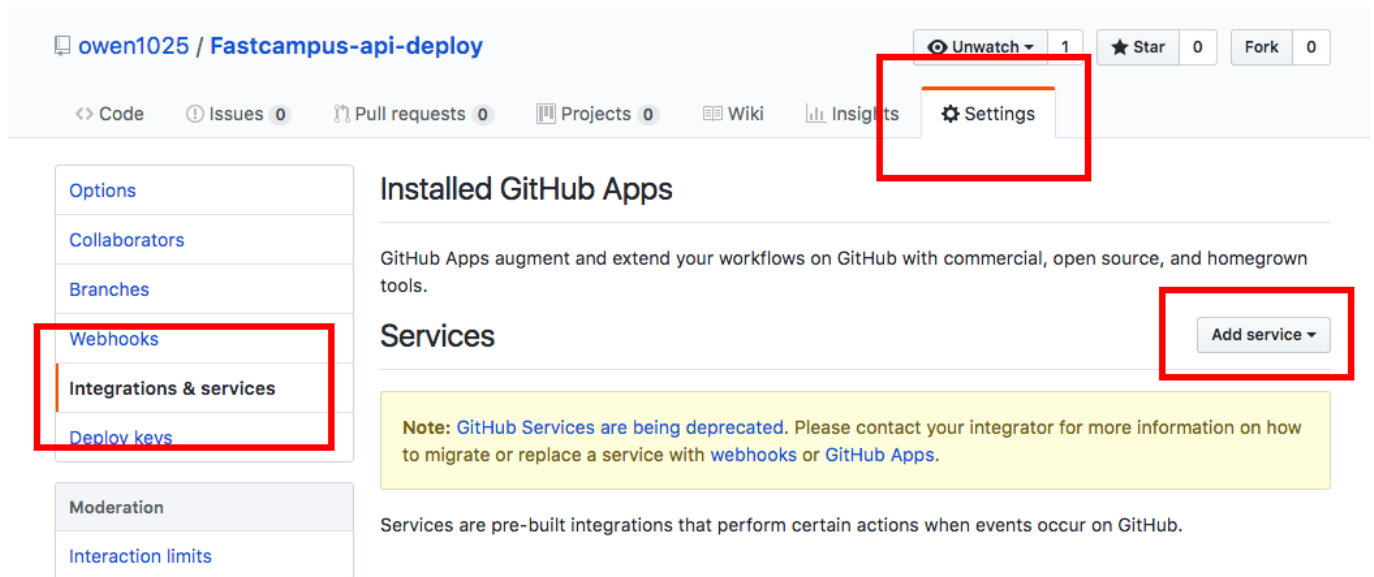 owen1025 / Fastcampus-api-deploy
Unwatch 1 Star 0 Fork 0
Code Issues 0 Pull requests 0 Projects 0 Wiki Insights Settings
Options
Collaborators
Branches
Webhooks
Integrations & services
Deploy keys
Moderation
Interaction limits
Installed GitHub Apps
GitHub Apps augment and extend your workflows on GitHub with commercial, open source, and homegrown
tools.
Services
Add service
Note: GitHub Services are being deprecated. Please contact your integrator for more information on how
to migrate or replace a service with webhooks or GitHub Apps.
Services are pre-built integrations that perform certain actions when events occur on GitHub.